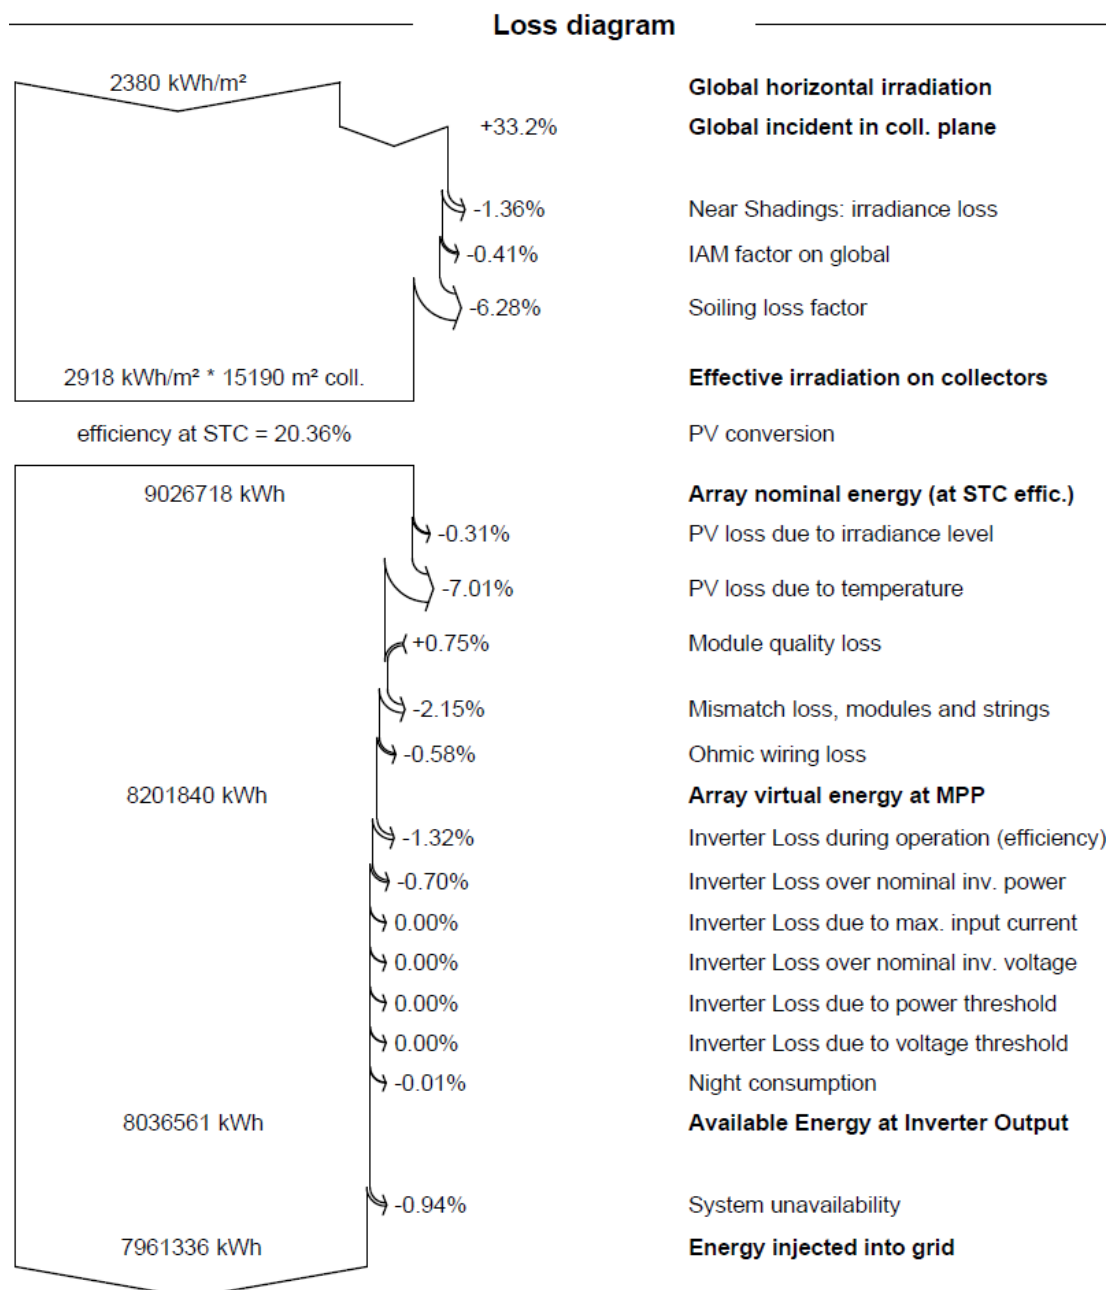 Loss diagram
2380 kWh/m² Global horizontal irradiation
+33.2% Global incident in coll. plane
-1.36% Near Shadings: irradiance loss
-0.41% IAM factor on global
-6.28% Soiling loss factor
2918 kWh/m² * 15190 m² coll. Effective irradiation on collectors
efficiency at STC = 20.36% PV conversion
9026718 kWh Array nominal energy (at STC effic.)
-0.31% PV loss due to irradiance level
-7.01% PV loss due to temperature
+0.75% Module quality loss
-2.15% Mismatch loss, modules and strings
-0.58% Ohmic wiring loss
8201840 kWh Array virtual energy at MPP
-1.32% Inverter Loss during operation (efficiency)
-0.70% Inverter Loss over nominal inv. power
0.00% Inverter Loss due to max. input current
0.00% Inverter Loss over nominal inv. voltage
0.00% Inverter Loss due to power threshold
0.00% Inverter Loss due to voltage threshold
-0.01% Night consumption
8036561 kWh Available Energy at Inverter Output
-0.94% System unavailability
7961336 kWh Energy injected into grid